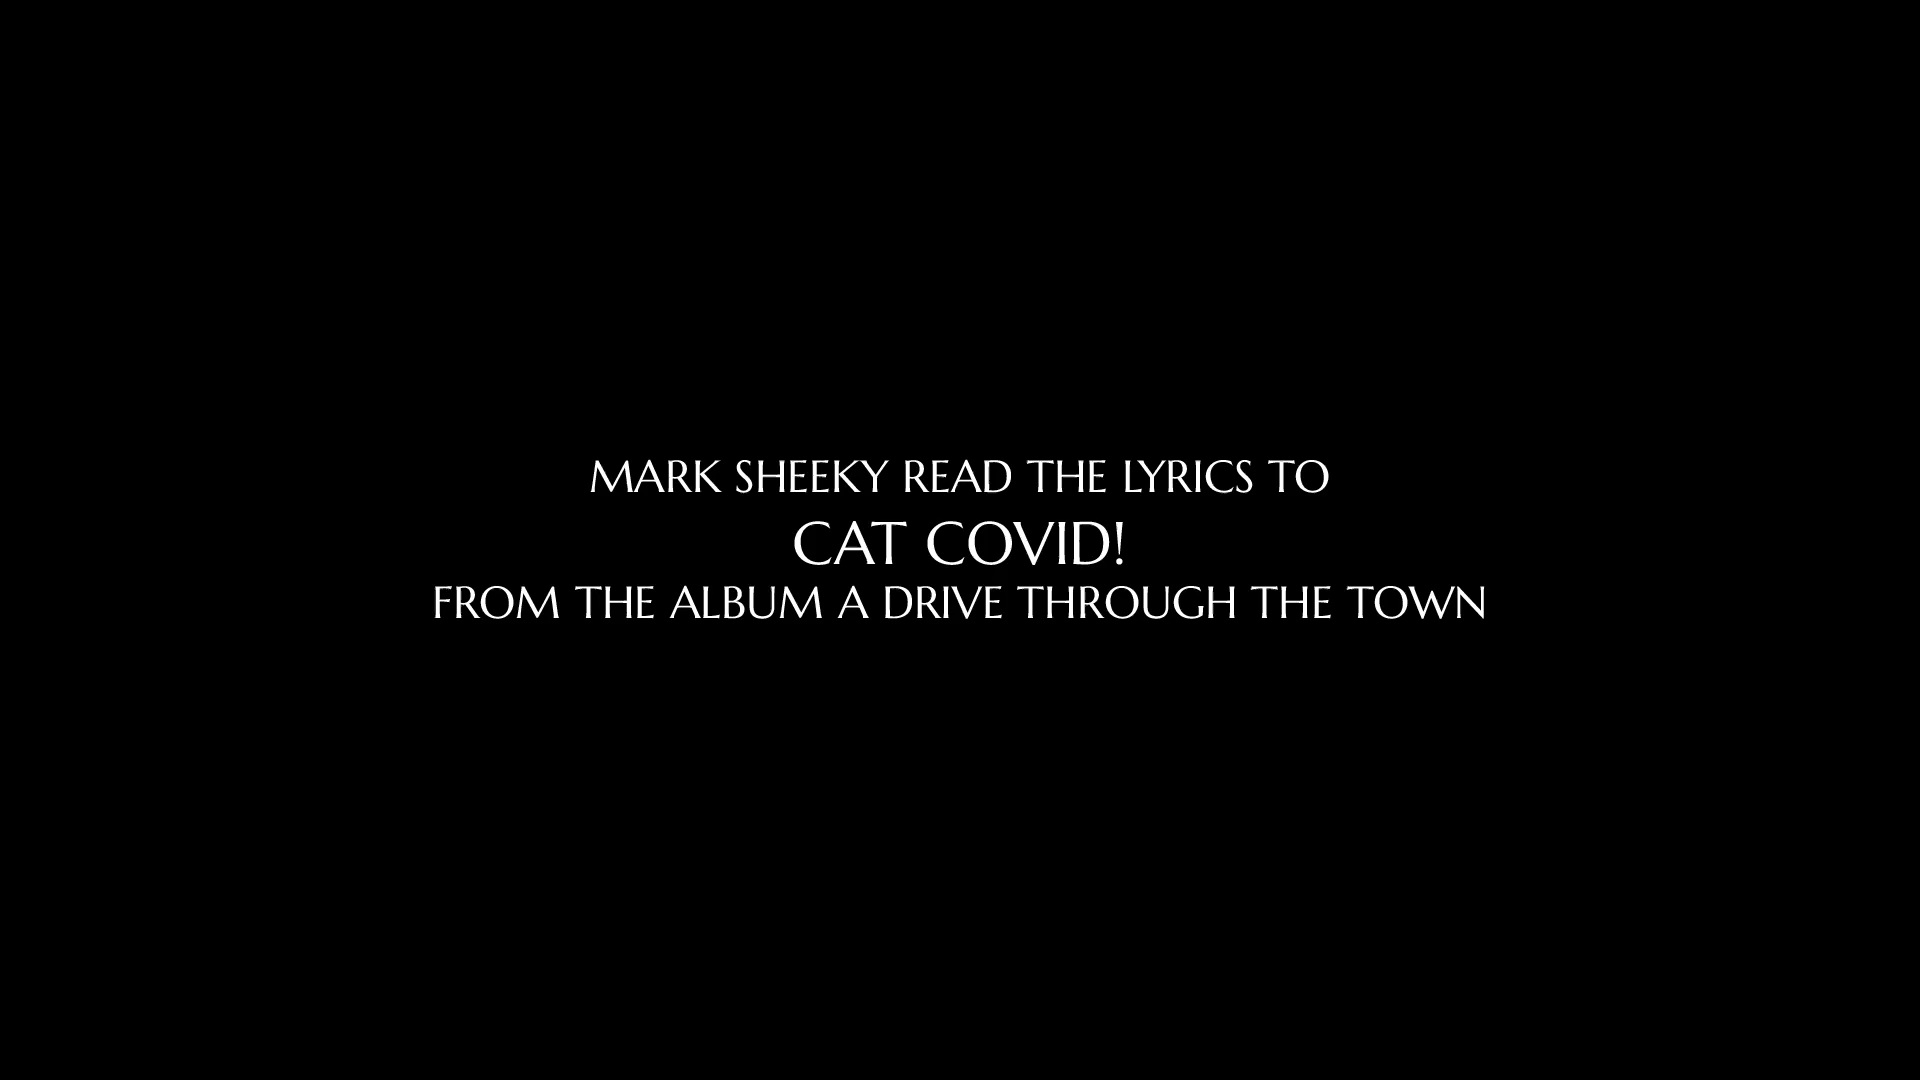 MARK SHEEKY READ THE LYRICS TO
CAT COVID!
FROM THE ALBUM A DRIVE THROUGH THE TOWN